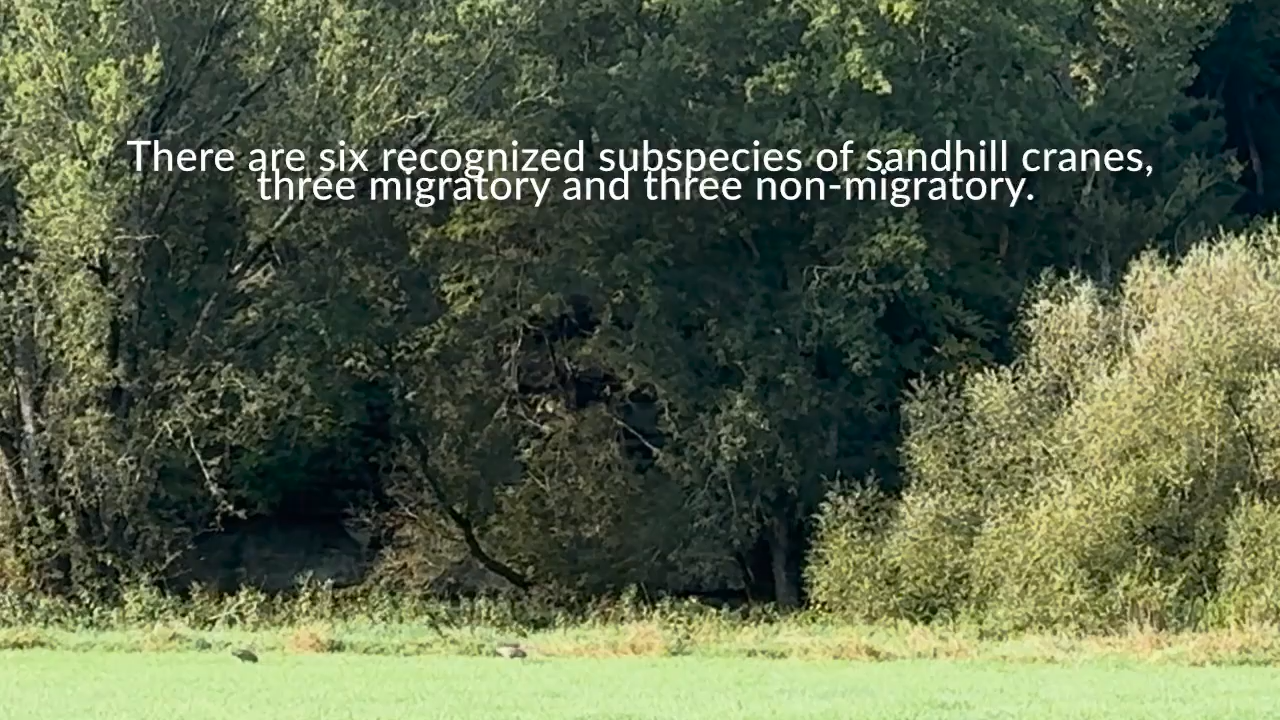 There are six recognized subspecies of sandhill cranes,
three migratory and three non-migratory.